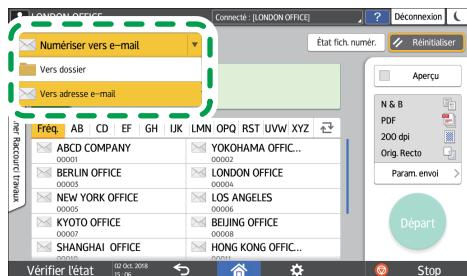 LONDON OFFICE
Connecté : [LONDON OFFICE]
?
Déconnexion
Numériser vers e-mail
État fich. numér.
Réinitialiser
Vers dossier
Vers adresse e-mail
Aperçu
N & B
PDF
200 dpi
Orig. Recto
Param. envoi
Départ
Raccourci travaux
Fréq. AB CD EF GH IJK LMN OPQ RST UVW XYZ
ABCD COMPANY
00001
YOKOHAMA OFFIC...
00002
BERLIN OFFICE
00003
LONDON OFFICE
00004
NEW YORK OFFICE
00005
LOS ANGELES
00006
KYOTO OFFICE
00007
BEIJING OFFICE
00008
SHANGHAI OFFICE
HONG KONG OFFIC...
Vérifier l'état
02 Oct. 2018
15 : 06
Stop